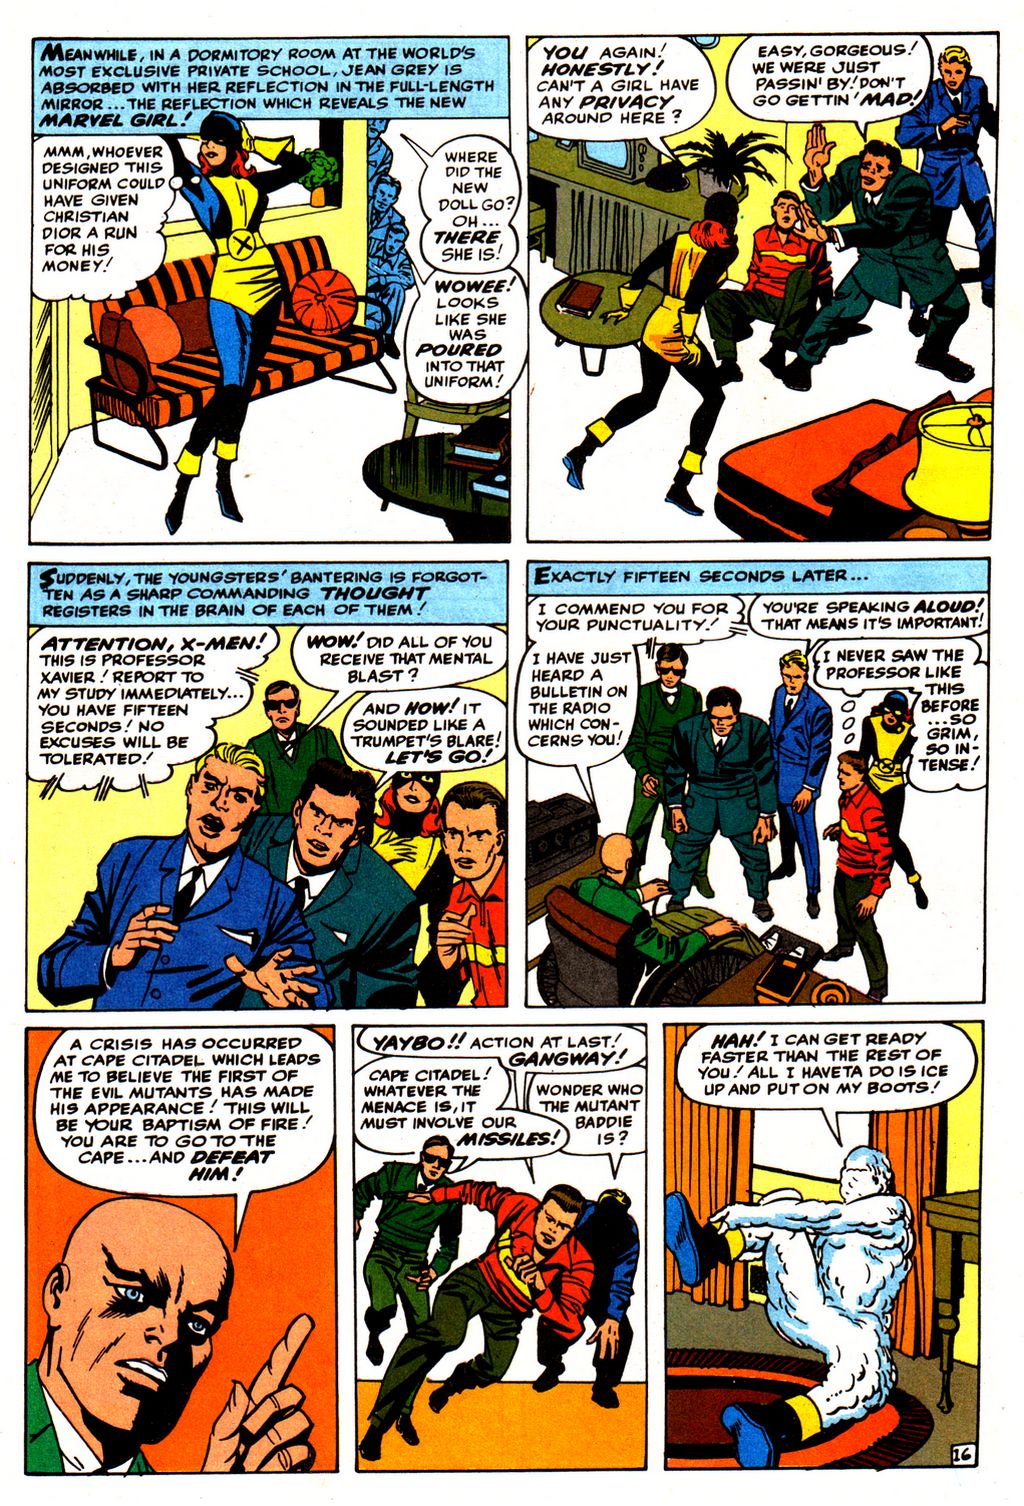 MEANWHILE, IN A DORMITORY ROOM AT THE WORLD'S
MOST EXCLUSIVE PRIVATE SCHOOL, JEAN GREY IS
ABSORBED WITH HER REFLECTION IN THE FULL-LENGTH
MIRROR... THE REFLECTION WHICH REVEALS THE NEW
MARVEL GIRL!
MMM, WHOEVER
DESIGNED THIS
UNIFORM COULD
HAVE GIVEN
CHRISTIAN
DIOR A RUN
FOR HIS
MONEY!
WHERE
DID THE
NEW
DOLL GO?
OH...
THERE
SHE IS!
WOWEE!
LOOKS
LIKE SHE
WAS
POURED
INTO THAT
UNIFORM!
YOU AGAIN!
HONESTLY!
CAN'T A GIRL HAVE
ANY PRIVACY
AROUND HERE?
EASY, GORGEOUS!
WE WERE JUST
PASSIN' BY! DON'T
GO GETTIN' MAD!
SUDDENLY, THE YOUNGSTERS' BANTERING IS FORGOT-
TEN AS A SHARP COMMANDING THOUGHT
REGISTERS IN THE BRAIN OF EACH OF THEM!
ATTENTION, X-MEN!
THIS IS PROFESSOR
XAVIER! REPORT TO
MY STUDY IMMEDIATELY...
YOU HAVE FIFTEEN
SECONDS! NO
EXCUSES WILL BE
TOLERATED!
WOW! DID ALL OF YOU
RECEIVE THAT MENTAL
BLAST?
AND HOW! IT
SOUNDED LIKE A
TRUMPET'S BLARE!
LET'S GO!
EXACTLY FIFTEEN SECONDS LATER...
I COMMEND YOU FOR
YOUR PUNCTUALITY!
I HAVE JUST
HEARD A
BULLETIN ON
THE RADIO
WHICH CON-
CERNS YOU!
YOU'RE SPEAKING ALOUD!
THAT MEANS IT'S IMPORTANT!
I NEVER SAW THE
PROFESSOR LIKE
THIS
BEFORE
...SO
GRIM,
SO IN-
TENSE!
A CRISIS HAS OCCURRED
AT CAPE CITADEL WHICH LEADS
ME TO BELIEVE THE FIRST OF
THE EVIL MUTANTS HAS MADE
HIS APPEARANCE! THIS WILL
BE YOUR BAPTISM OF FIRE!
YOU ARE TO GO TO THE
CAPE... AND DEFEAT
HIM!
YAYBO!! ACTION AT LAST!
GANGWAY!
CAPE CITADEL!
WHATEVER THE
MENACE IS, IT
MUST INVOLVE OUR
MISSILES!
WONDER WHO
THE MUTANT
BADDIE
IS?
HAH! I CAN GET READY
FASTER THAN THE REST OF
YOU! ALL I HAVETA DO IS ICE
UP AND PUT ON MY BOOTS!
16